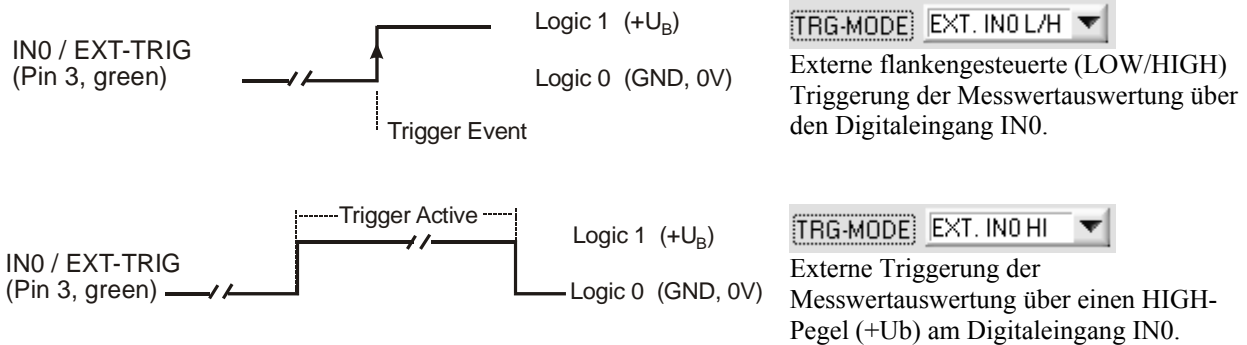 Logic 1 (+UB)
IN0 / EXT-TRIG
(Pin 3, green)
Logic 0 (GND, 0V)
Trigger Event
TRG-MODE EXT. IN0 L/H
Externe flankengesteuerte (LOW/HIGH)
Triggerung der Messwertauswertung über
den Digitaleingang IN0.
Trigger Active
Logic 1 (+UB)
IN0 / EXT-TRIG
(Pin 3, green)
Logic 0 (GND, 0V)
TRG-MODE EXT. IN0 HI
Externe Triggerung der
Messwertauswertung über einen HIGH-
Pegel (+Ub) am Digitaleingang IN0.